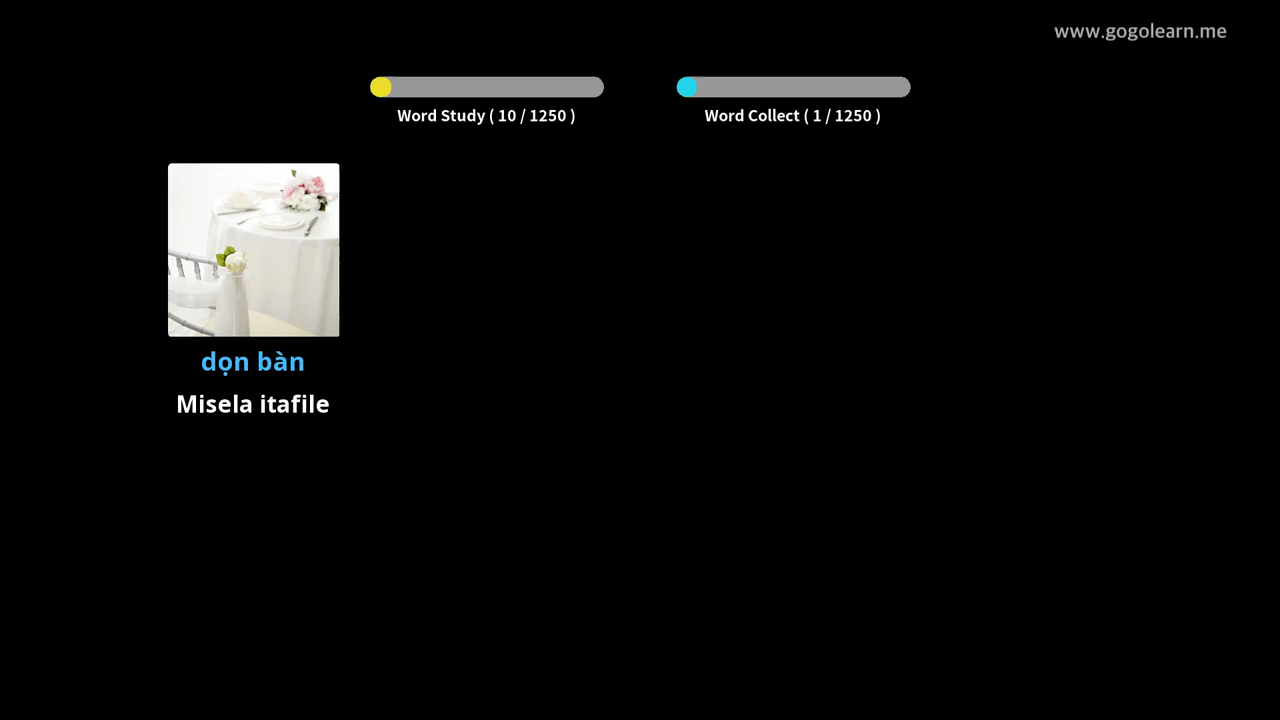 www.gogolearn.me
Word Study ( 10 / 1250 )
Word Collect ( 1 / 1250 )
dọn bàn
Misela itafile